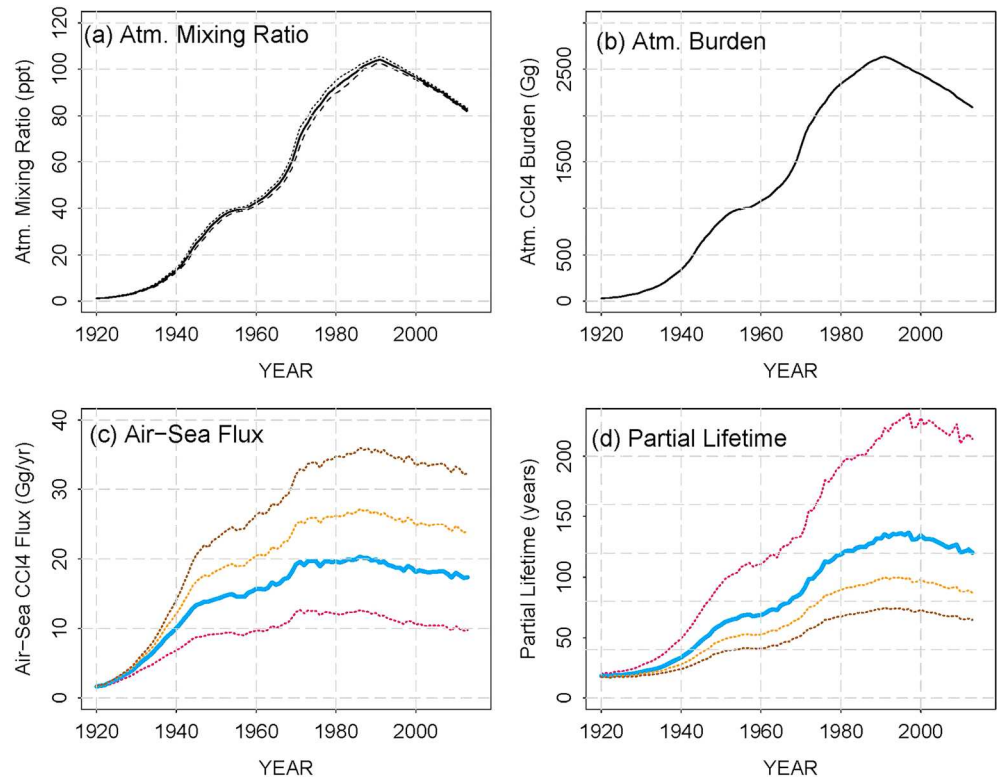 (a) Atm. Mixing Ratio
Atm. Mixing Ratio (ppt)
120
100
80
60
40
20
0
1920 1940 1960 1980 2000
YEAR
(b) Atm. Burden
Atm. CCl4 Burden (Gg)
2500
1500
500
0
1920 1940 1960 1980 2000
YEAR
(c) Air−Sea Flux
Air−Sea CCl4 Flux (Gg/yr)
40
30
20
10
0
1920 1940 1960 1980 2000
YEAR
(d) Partial Lifetime
Partial Lifetime (years)
200
150
100
50
0
1920 1940 1960 1980 2000
YEAR